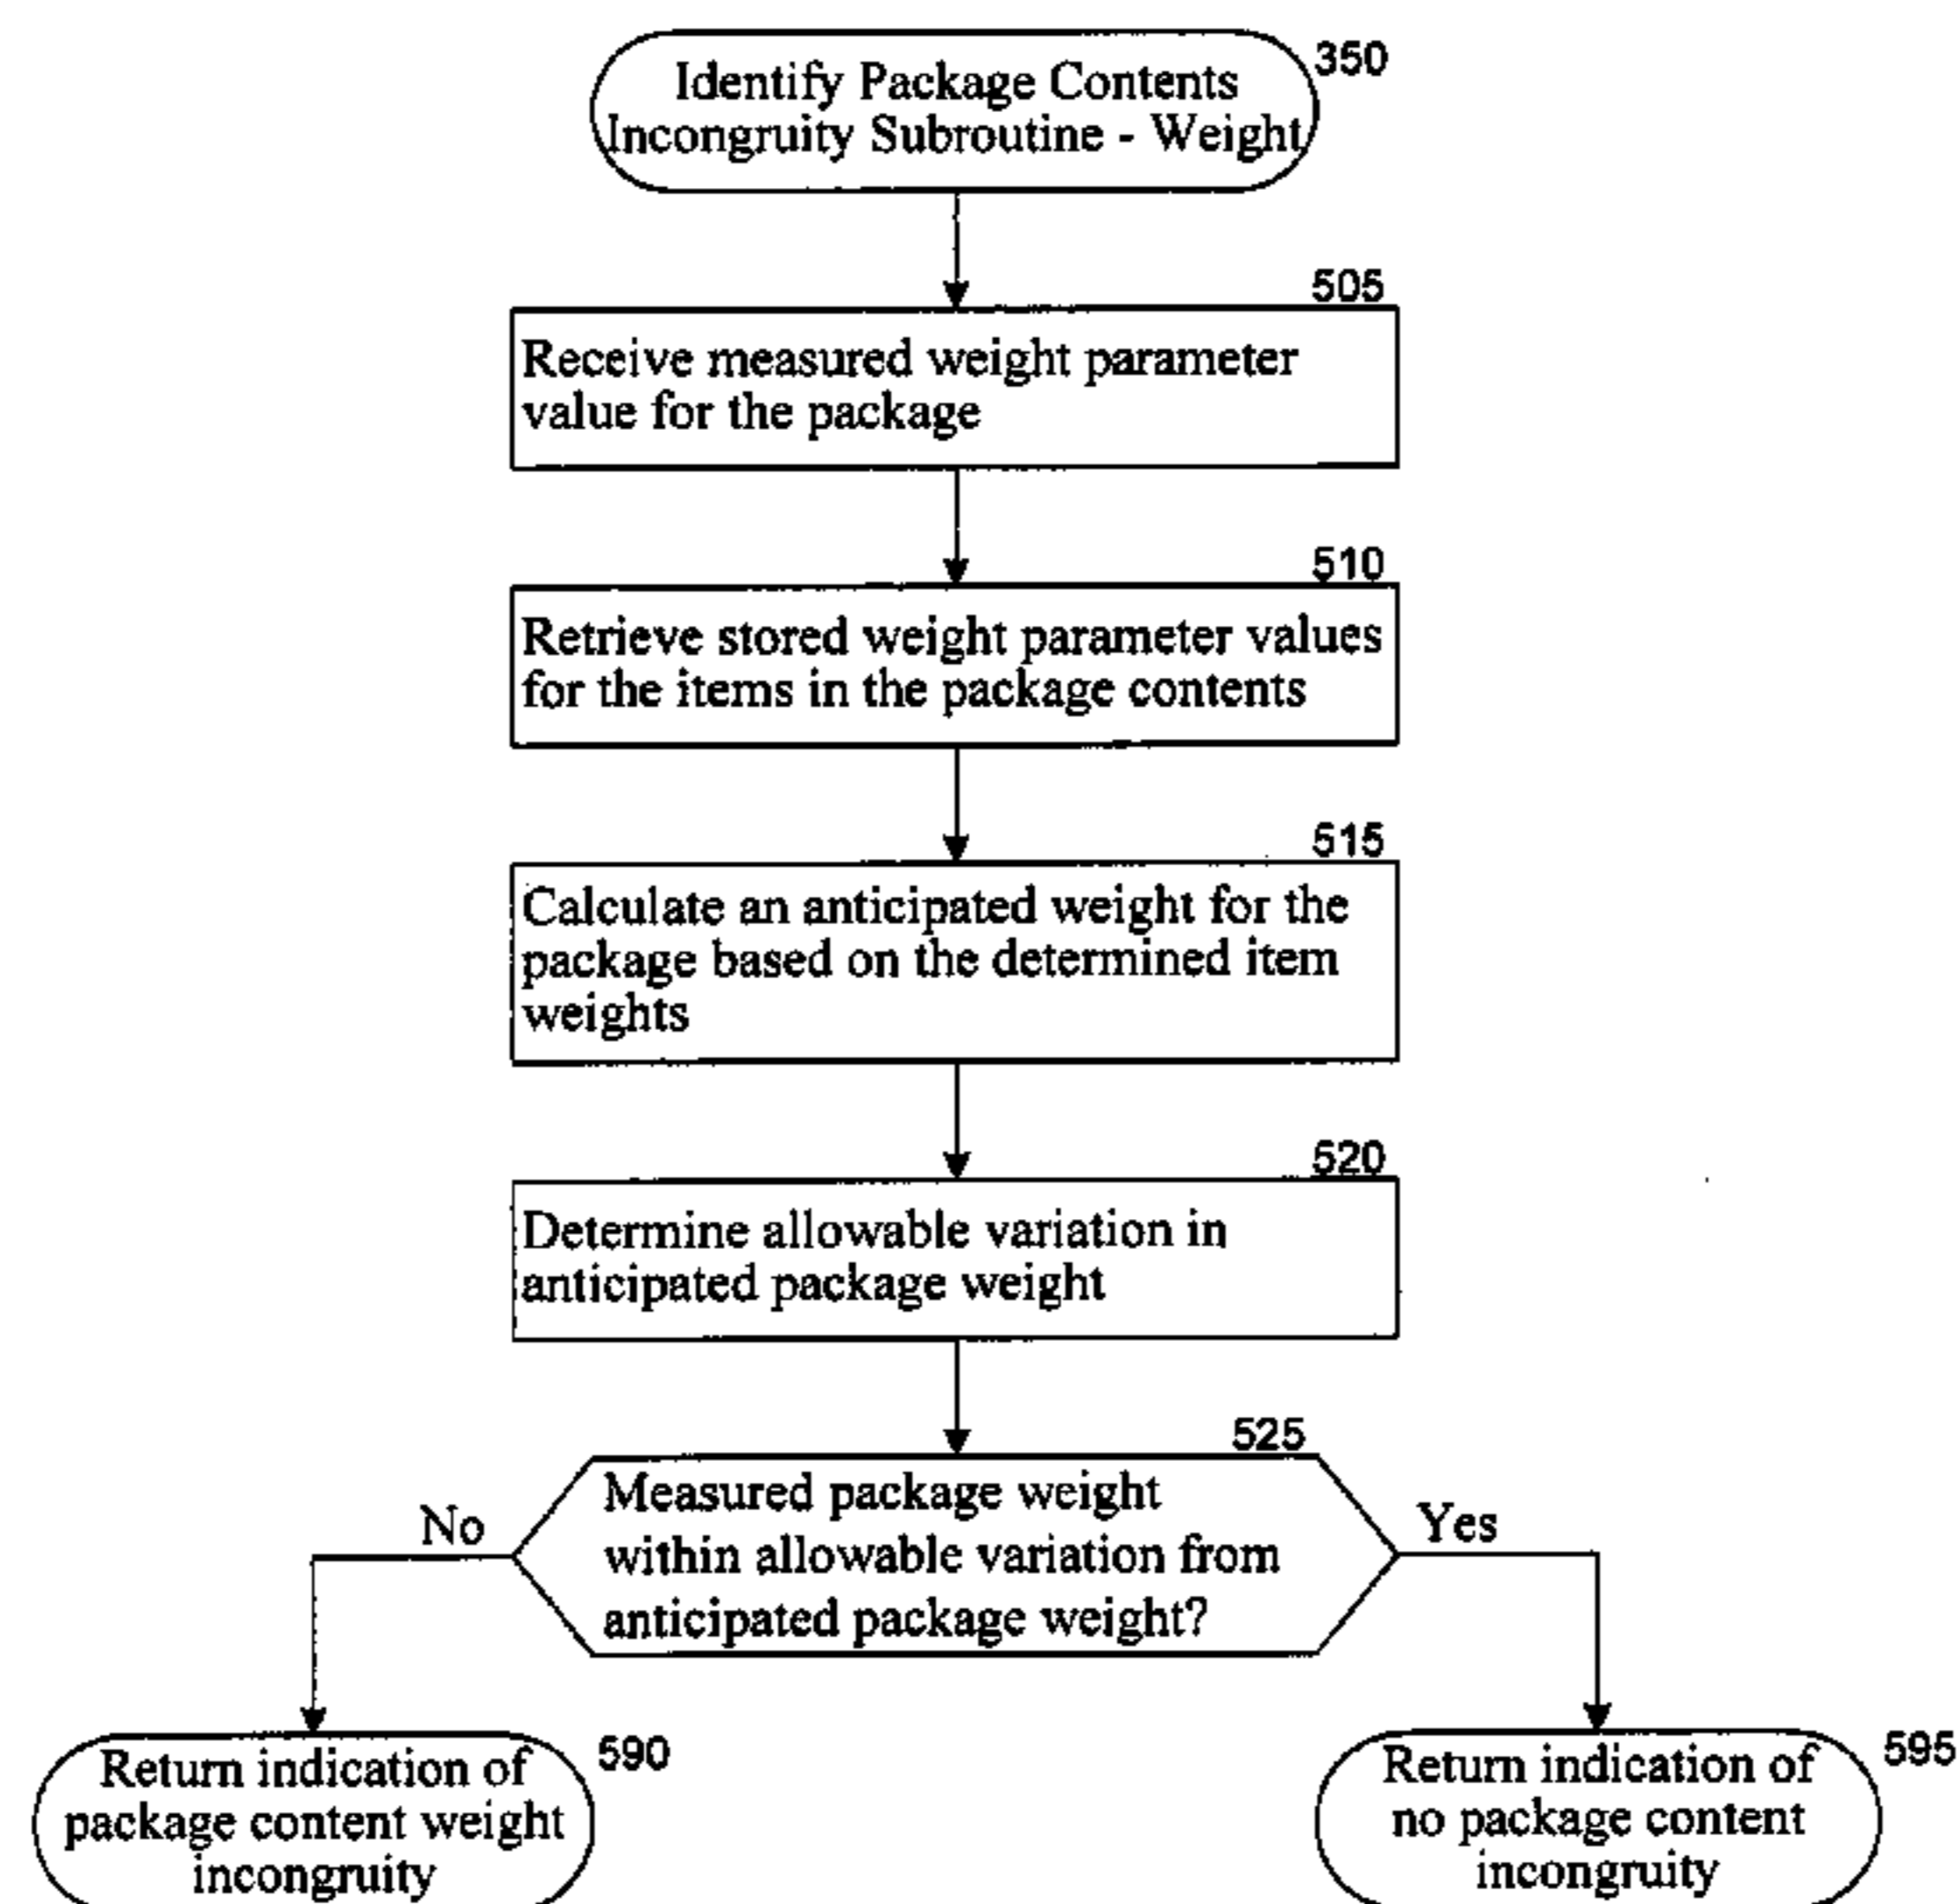 350
Identify Package Contents
Incongruity Subroutine - Weight
505
Receive measured weight parameter
value for the package
510
Retrieve stored weight parameter values
for the items in the package contents
515
Calculate an anticipated weight for the
package based on the determined item
weights
520
Determine allowable variation in
anticipated package weight
525
Measured package weight
within allowable variation from
anticipated package weight?
No
Yes
590
Return indication of
package content weight
incongruity
595
Return indication of
no package content
incongruity